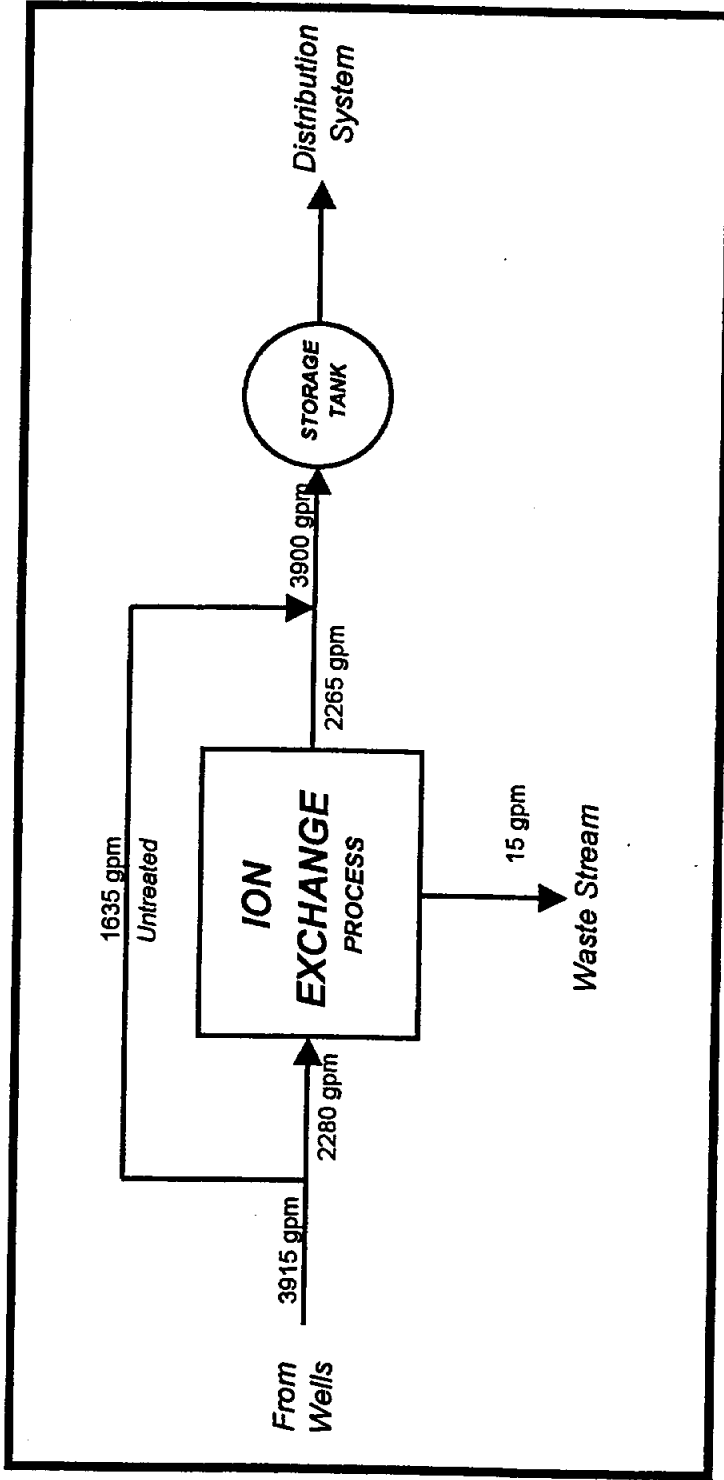 1635 gpm
Untreated
From
Wells
3915 gpm
2280 gpm
ION
EXCHANGE
PROCESS
2265 gpm
3900 gpm
STORAGE
TANK
Distribution
System
15 gpm
Waste Stream